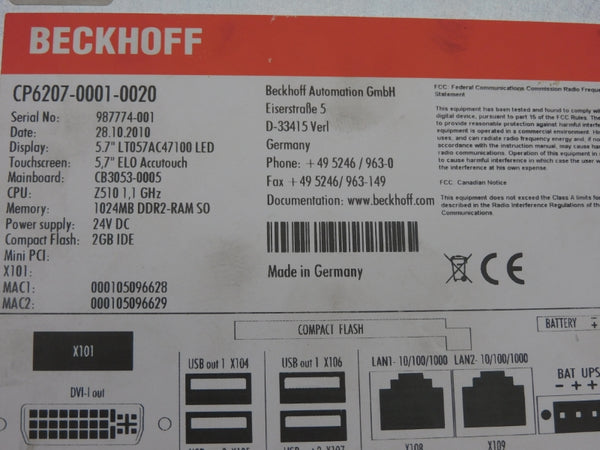 BECKHOFF
CP6207-0001-0020
Serial No: 987774-001
Date: 28.10.2010
Display: 5.7" LT057AC47100 LED
Touchscreen: 5,7" ELO Accutouch
Mainboard: CB3053-0005
CPU: Z510 1,1 GHz
Memory: 1024MB DDR2-RAM SO
Power supply: 24V DC
Compact Flash: 2GB IDE
Mini PCI:
X101:
MAC1: 000105096628
MAC2: 000105096629
Beckhoff Automation GmbH
Eiserstraße 5
D-33415 Verl
Germany
Phone: +49 5246 / 963-0
Fax +49 5246/ 963-149
Documentation: www.beckhoff.com
Made in Germany
FCC: Federal Communications Commission Radio Freque
Statement
This equipment has been tested and found to comply wi
digital device, pursuant to part 15 of the FCC Rules. The
to provide reasonable protection against harmful interfer
equipment is operated in a commercial environment. Ho
uses, and can radiate radio frequency energy and, if no
accordance with the instruction manual, may cause har
radio communications. Operation of this equipment in
to cause harmful interference in which case the user w
the interference at his own expense.
FCC: Canadian Notice
This equipment does not exceed the Class A limits for
described in the Radio Interference Regulations of the
Communications.
CE
COMPACT FLASH
BATTERY +
X101
DVI-I out
USB out 1 X104
USB out 1 X106
LAN1- 10/100/1000
LAN2- 10/100/1000
BAT UPS
- + +
X108
X109